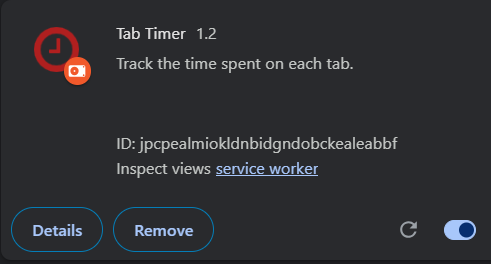 Tab Timer 1.2
Track the time spent on each tab.
ID: jpcpealmiokldnbidgndobckealeabbf
Inspect views service worker
Details
Remove